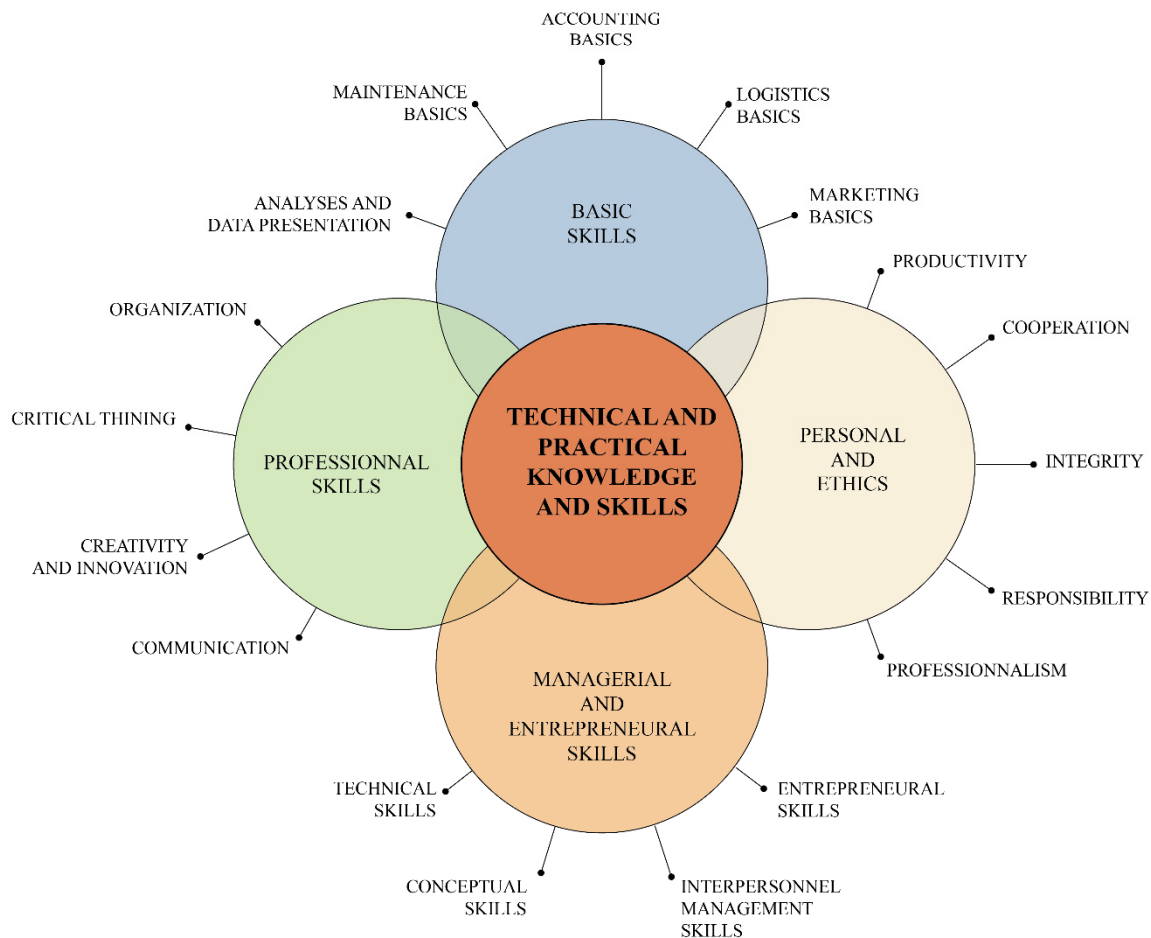 ACCOUNTING
BASICS
MAINTENANCE
BASICS
LOGISTICS
BASICS
ANALYSES AND
DATA PRESENTATION
BASIC
SKILLS
MARKETING
BASICS
PRODUCTIVITY
ORGANIZATION
COOPERATION
CRITICAL THINING
PROFESSIONNAL
SKILLS
TECHNICAL AND
PRACTICAL
KNOWLEDGE
AND SKILLS
PERSONAL
AND
ETHICS
INTEGRITY
CREATIVITY
AND INNOVATION
RESPONSIBILITY
COMMUNICATION
PROFESSIONNALISM
MANAGERIAL
AND
ENTREPRENEURAL
SKILLS
TECHNICAL
SKILLS
ENTREPRENEURAL
SKILLS
CONCEPTUAL
SKILLS
INTERPERSONNEL
MANAGEMENT
SKILLS